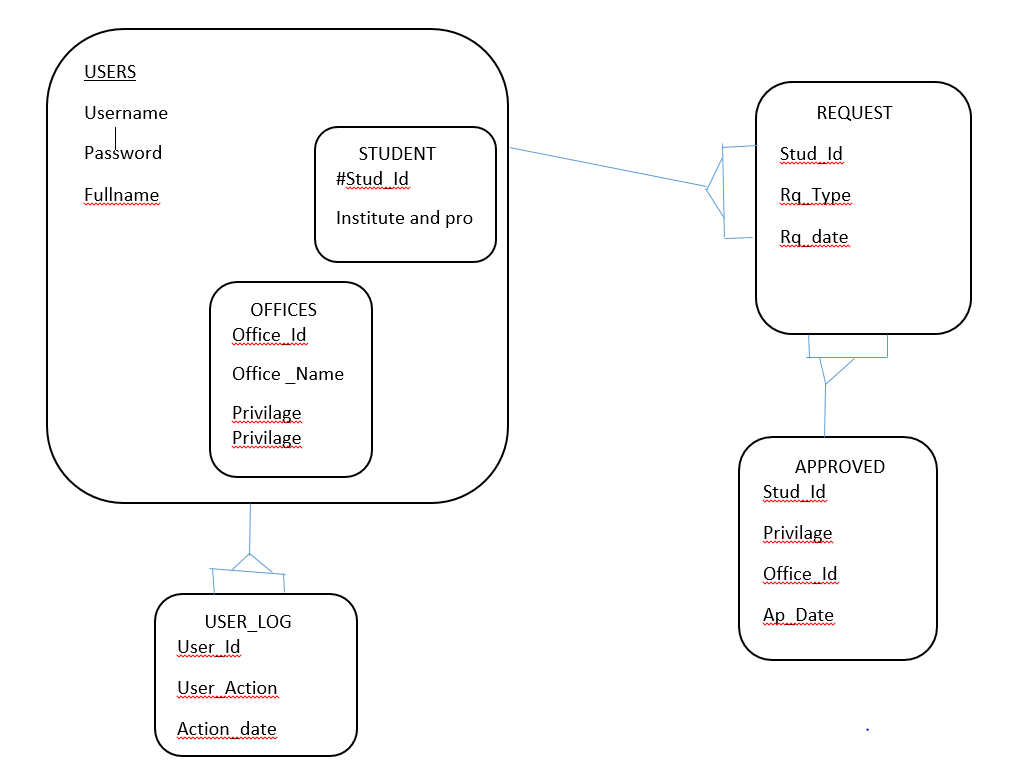 USERS
Username
Password
Fullname
STUDENT
#Stud_Id
Institute and pro
OFFICES
Office_Id
Office _Name
Privilage
Privilage
REQUEST
Stud_Id
Rq_Type
Rq_date
APPROVED
Stud_Id
Privilage
Office_Id
Ap_Date
USER_LOG
User_Id
User_Action
Action_date